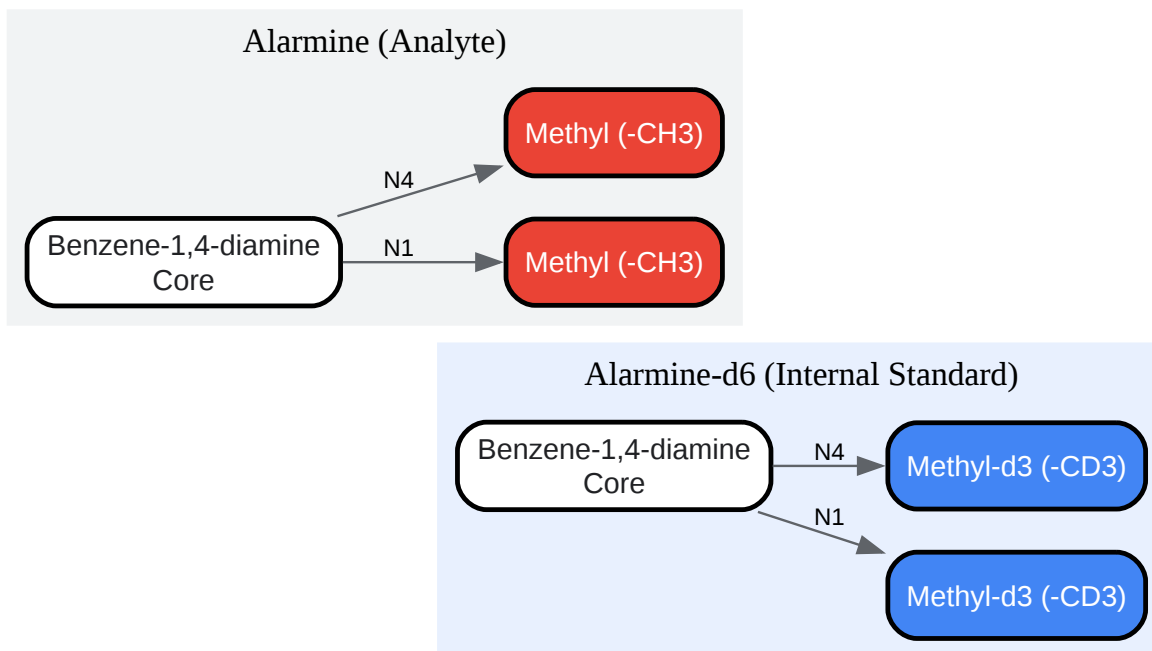 Alarmine (Analyte)
Methyl (-CH3)
N4
Benzene-1,4-diamine
Core
N1
Methyl (-CH3)
Alarmine-d6 (Internal Standard)
Benzene-1,4-diamine
Core
N4
Methyl-d3 (-CD3)
N1
Methyl-d3 (-CD3)